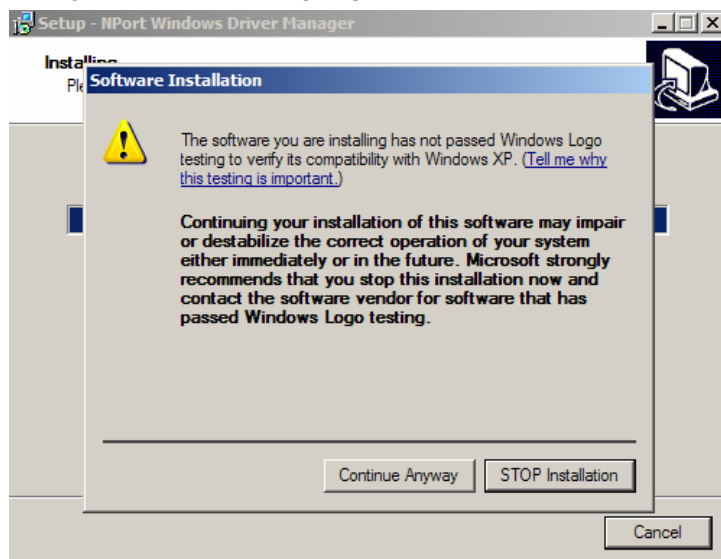 Setup - NPort Windows Driver Manager
Installing
Software Installation
The software you are installing has not passed Windows Logo
testing to verify its compatibility with Windows XP. (Tell me why
this testing is important.)
Continuing your installation of this software may impair
or destabilize the correct operation of your system
either immediately or in the future. Microsoft strongly
recommends that you stop this installation now and
contact the software vendor for software that has
passed Windows Logo testing.
Continue Anyway
STOP Installation
Cancel